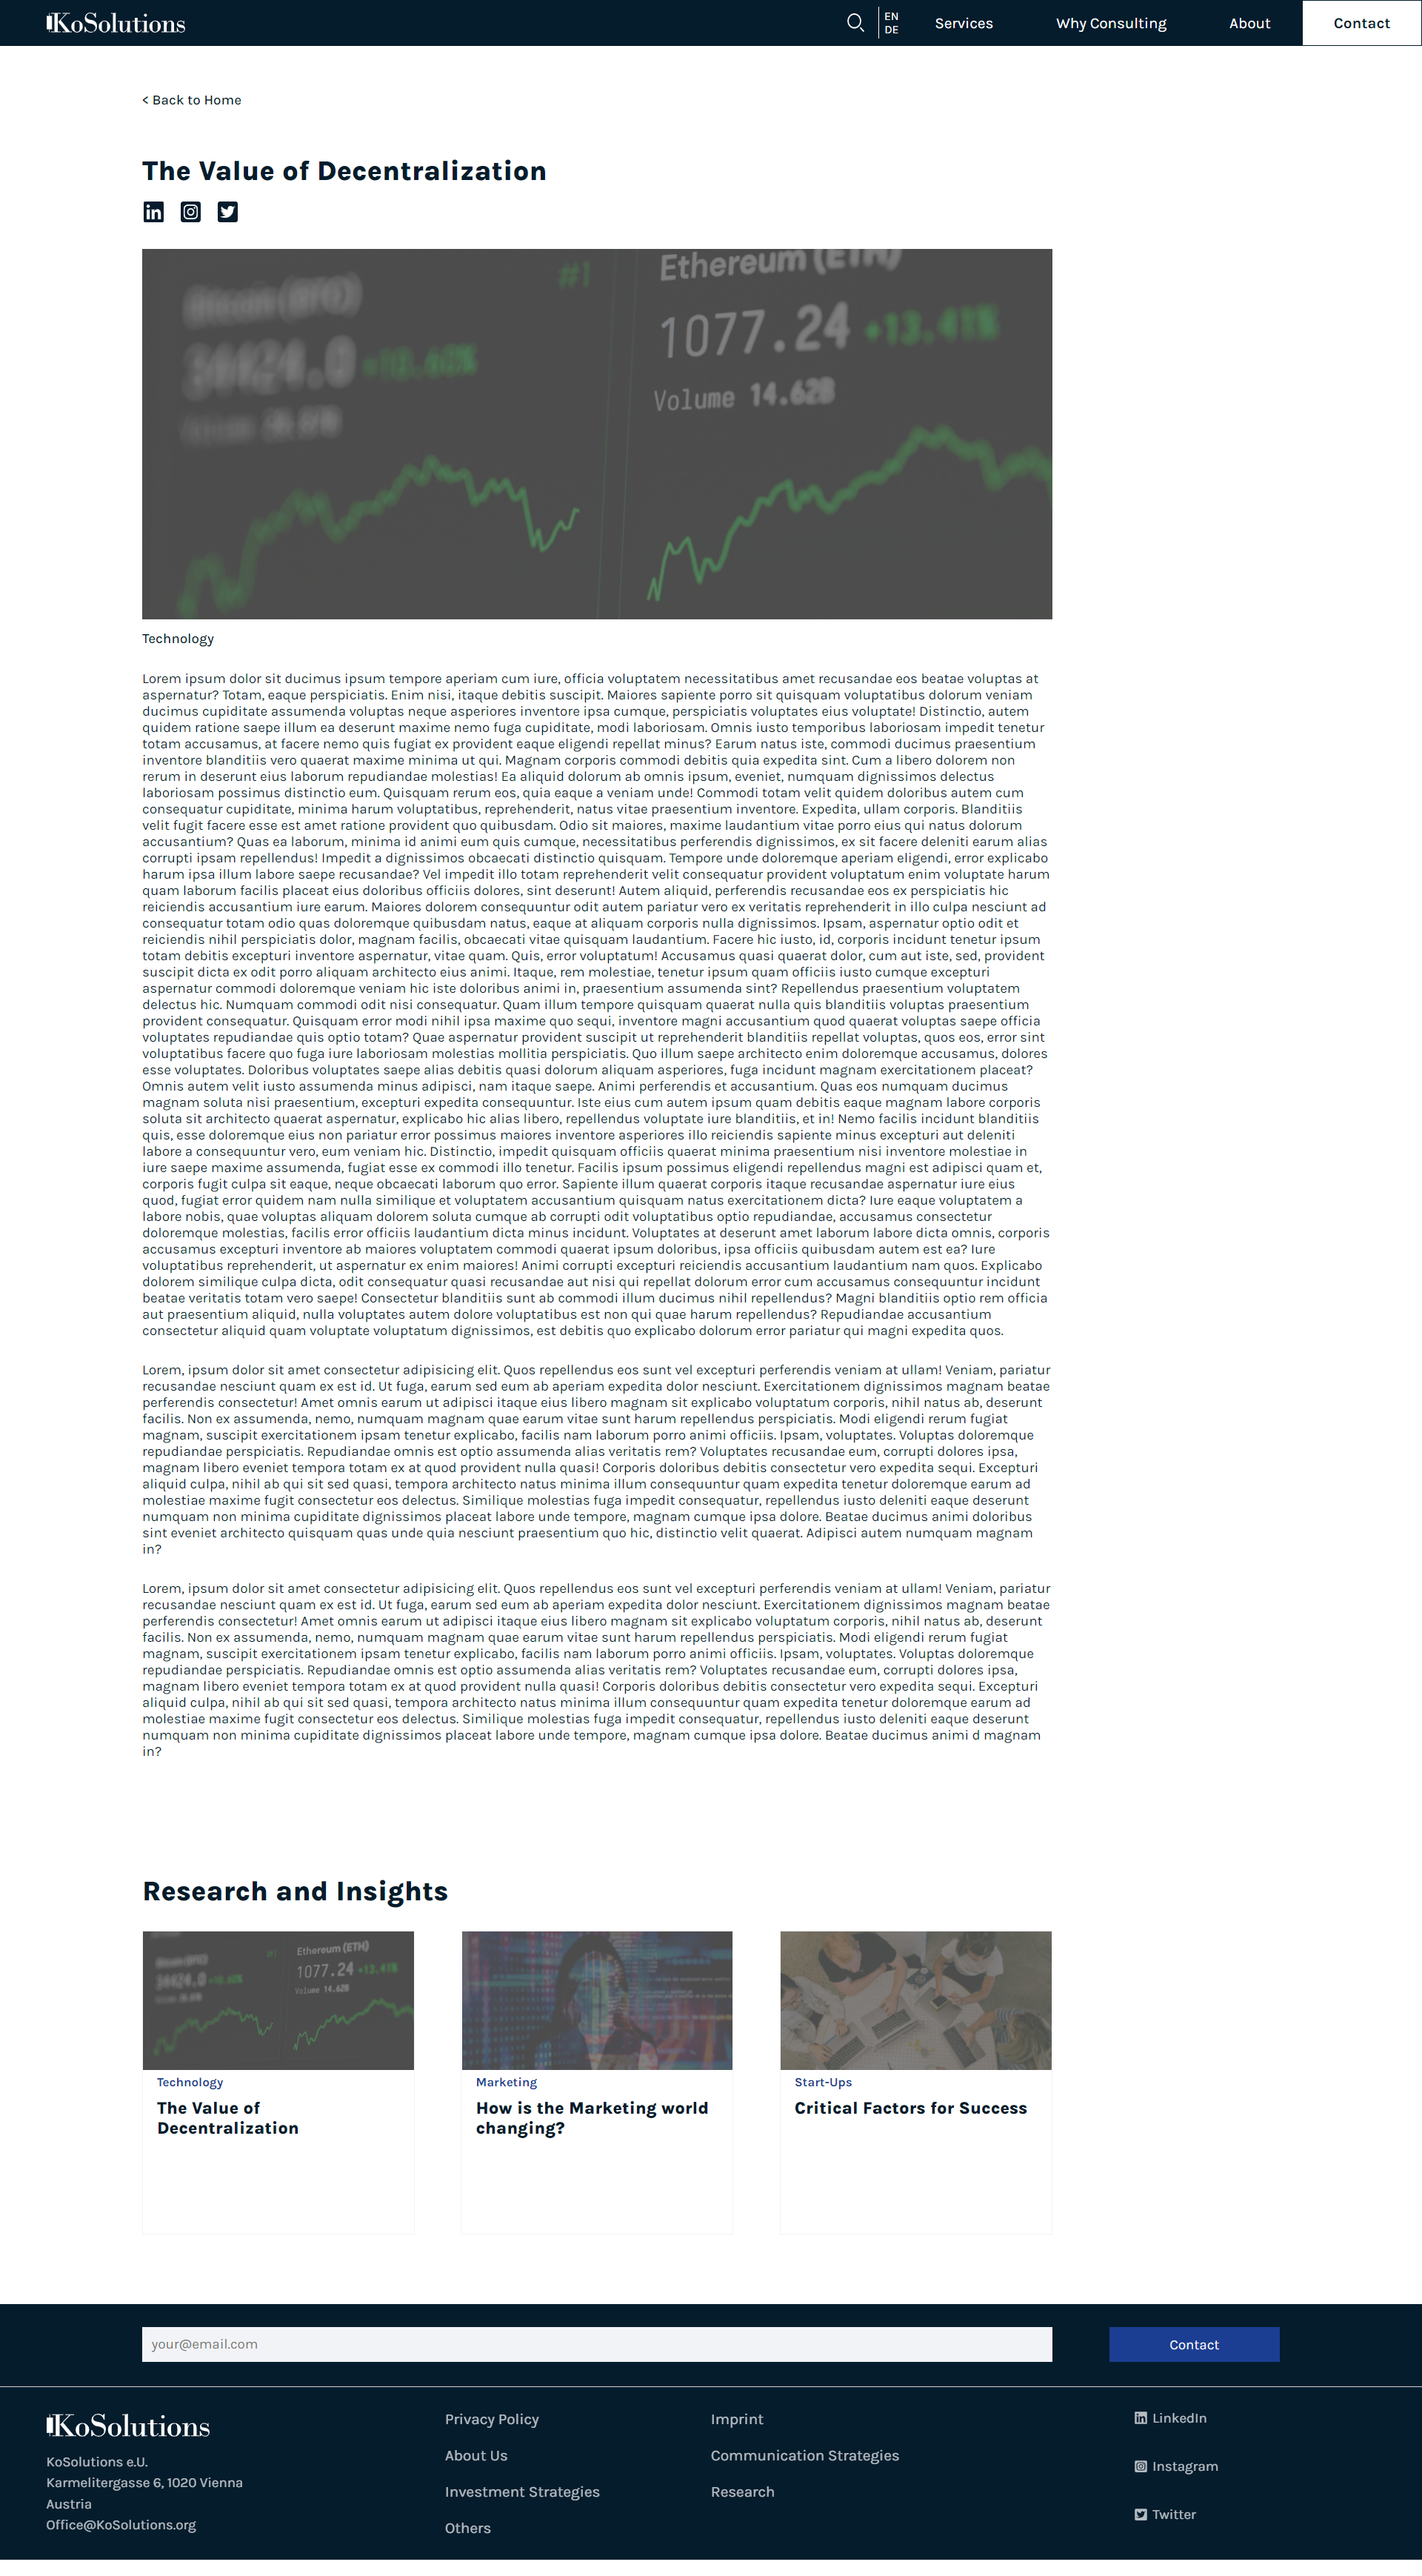 KoSolutions
EN
DE
Services
Why Consulting
About
Contact
< Back to Home
The Value of Decentralization
#1
Ethereum (ETH)
Bitcoin (BTC)
1077.24 +13.41%
Volume 14.62B
Technology
Lorem ipsum dolor sit ducimus ipsum tempore aperiam cum iure, officia voluptatem necessitatibus amet recusandae eos beatae voluptas at
aspernatur? Totam, eaque perspiciatis. Enim nisi, itaque debitis suscipit. Maiores sapiente porro sit quisquam voluptatibus dolorum veniam
ducimus cupiditate assumenda voluptas neque asperiores inventore ipsa cumque, perspiciatis voluptates eius voluptate! Distinctio, autem
quidem ratione saepe illum ea deserunt maxime nemo fuga cupiditate, modi laboriosam. Omnis iusto temporibus laboriosam impedit tenetur
totam accusamus, at facere nemo quis fugiat ex provident eaque eligendi repellat minus? Earum natus iste, commodi ducimus praesentium
inventore blanditiis vero quaerat maxime minima ut qui. Magnam corporis commodi debitis quia expedita sint. Cum a libero dolorem non
rerum in deserunt eius laborum repudiandae molestias! Ea aliquid dolorum ab omnis ipsum, eveniet, numquam dignissimos delectus
laboriosam possimus distinctio eum. Quisquam rerum eos, quia eaque a veniam unde! Commodi totam velit quidem doloribus autem cum
consequatur cupiditate, minima harum voluptatibus, reprehenderit, natus vitae praesentium inventore. Expedita, ullam corporis. Blanditiis
velit fugit facere esse est amet ratione provident quo quibusdam. Odio sit maiores, maxime laudantium vitae porro eius qui natus dolorum
accusantium? Quas ea laborum, minima id animi eum quis cumque, necessitatibus perferendis dignissimos, ex sit facere deleniti earum alias
corrupti ipsam repellendus! Impedit a dignissimos obcaecati distinctio quisquam. Tempore unde doloremque aperiam eligendi, error explicabo
harum ipsa illum labore saepe recusandae? Vel impedit illo totam reprehenderit velit consequatur provident voluptatum enim voluptate harum
quam laborum facilis placeat eius doloribus officiis dolores, sint deserunt! Autem aliquid, perferendis recusandae eos ex perspiciatis hic
reiciendis accusantium iure earum. Maiores dolorem consequuntur odit autem pariatur vero ex veritatis reprehenderit in illo culpa nesciunt ad
consequatur totam odio quas doloremque quibusdam natus, eaque at aliquam corporis nulla dignissimos. Ipsam, aspernatur optio odit et
reiciendis nihil perspiciatis dolor, magnam facilis, obcaecati vitae quisquam laudantium. Facere hic iusto, id, corporis incidunt tenetur ipsum
totam debitis excepturi inventore aspernatur, vitae quam. Quis, error voluptatum! Accusamus quasi quaerat dolor, cum aut iste, sed, provident
suscipit dicta ex odit porro aliquam architecto eius animi. Itaque, rem molestiae, tenetur ipsum quam officiis iusto cumque excepturi
aspernatur commodi doloremque veniam hic iste doloribus animi in, praesentium assumenda sint? Repellendus praesentium voluptatem
delectus hic. Numquam commodi odit nisi consequatur. Quam illum tempore quisquam quaerat nulla quis blanditiis voluptas praesentium
provident consequatur. Quisquam error modi nihil ipsa maxime quo sequi, inventore magni accusantium quod quaerat voluptas saepe officia
voluptates repudiandae quis optio totam? Quae aspernatur provident suscipit ut reprehenderit blanditiis repellat voluptas, quos eos, error sint
voluptatibus facere quo fuga iure laboriosam molestias mollitia perspiciatis. Quo illum saepe architecto enim doloremque accusamus, dolores
esse voluptates. Doloribus voluptates saepe alias debitis quasi dolorum aliquam asperiores, fuga incidunt magnam exercitationem placeat?
Omnis autem velit iusto assumenda minus adipisci, nam itaque saepe. Animi perferendis et accusantium. Quas eos numquam ducimus
magnam soluta nisi praesentium, excepturi expedita consequuntur. Iste eius cum autem ipsum quam debitis eaque magnam labore corporis
soluta sit architecto quaerat aspernatur, explicabo hic alias libero, repellendus voluptate iure blanditiis, et in! Nemo facilis incidunt blanditiis
quis, esse doloremque eius non pariatur error possimus maiores inventore asperiores illo reiciendis sapiente minus excepturi aut deleniti
labore a consequuntur vero, eum veniam hic. Distinctio, impedit quisquam officiis quaerat minima praesentium nisi inventore molestiae in
iure saepe maxime assumenda, fugiat esse ex commodi illo tenetur. Facilis ipsum possimus eligendi repellendus magni est adipisci quam et,
corporis fugit culpa sit eaque, neque obcaecati laborum quo error. Sapiente illum quaerat corporis itaque recusandae aspernatur iure eius
quod, fugiat error quidem nam nulla similique et voluptatem accusantium quisquam natus exercitationem dicta? Iure eaque voluptatem a
labore nobis, quae voluptas aliquam dolorem soluta cumque ab corrupti odit voluptatibus optio repudiandae, accusamus consectetur
doloremque molestias, facilis error officiis laudantium dicta minus incidunt. Voluptates at deserunt amet laborum labore dicta omnis, corporis
accusamus excepturi inventore ab maiores voluptatem commodi quaerat ipsum doloribus, ipsa officiis quibusdam autem est ea? Iure
voluptatibus reprehenderit, ut aspernatur ex enim maiores! Animi corrupti excepturi reiciendis accusantium laudantium nam quos. Explicabo
dolorem similique culpa dicta, odit consequatur quasi recusandae aut nisi qui repellat dolorum error cum accusamus consequuntur incidunt
beatae veritatis totam vero saepe! Consectetur blanditiis sunt ab commodi illum ducimus nihil repellendus? Magni blanditiis optio rem officia
aut praesentium aliquid, nulla voluptates autem dolore voluptatibus est non qui quae harum repellendus? Repudiandae accusantium
consectetur aliquid quam voluptate voluptatum dignissimos, est debitis quo explicabo dolorum error pariatur qui magni expedita quos.
Lorem, ipsum dolor sit amet consectetur adipisicing elit. Quos repellendus eos sunt vel excepturi perferendis veniam at ullam! Veniam, pariatur
recusandae nesciunt quam ex est id. Ut fuga, earum sed eum ab aperiam expedita dolor nesciunt. Exercitationem dignissimos magnam beatae
perferendis consectetur! Amet omnis earum ut adipisci itaque eius libero magnam sit explicabo voluptatum corporis, nihil natus ab, deserunt
facilis. Non ex assumenda, nemo, numquam magnam quae earum vitae sunt harum repellendus perspiciatis. Modi eligendi rerum fugiat
magnam, suscipit exercitationem ipsam tenetur explicabo, facilis nam laborum porro animi officiis. Ipsam, voluptates. Voluptas doloremque
repudiandae perspiciatis. Repudiandae omnis est optio assumenda alias veritatis rem? Voluptates recusandae eum, corrupti dolores ipsa,
magnam libero eveniet tempora totam ex at quod provident nulla quasi! Corporis doloribus debitis consectetur vero expedita sequi. Excepturi
aliquid culpa, nihil ab qui sit sed quasi, tempora architecto natus minima illum consequuntur quam expedita tenetur doloremque earum ad
molestiae maxime fugit consectetur eos delectus. Similique molestias fuga impedit consequatur, repellendus iusto deleniti eaque deserunt
numquam non minima cupiditate dignissimos placeat labore unde tempore, magnam cumque ipsa dolore. Beatae ducimus animi doloribus
sint eveniet architecto quisquam quas unde quia nesciunt praesentium quo hic, distinctio velit quaerat. Adipisci autem numquam magnam
in?
Lorem, ipsum dolor sit amet consectetur adipisicing elit. Quos repellendus eos sunt vel excepturi perferendis veniam at ullam! Veniam, pariatur
recusandae nesciunt quam ex est id. Ut fuga, earum sed eum ab aperiam expedita dolor nesciunt. Exercitationem dignissimos magnam beatae
perferendis consectetur! Amet omnis earum ut adipisci itaque eius libero magnam sit explicabo voluptatum corporis, nihil natus ab, deserunt
facilis. Non ex assumenda, nemo, numquam magnam quae earum vitae sunt harum repellendus perspiciatis. Modi eligendi rerum fugiat
magnam, suscipit exercitationem ipsam tenetur explicabo, facilis nam laborum porro animi officiis. Ipsam, voluptates. Voluptas doloremque
repudiandae perspiciatis. Repudiandae omnis est optio assumenda alias veritatis rem? Voluptates recusandae eum, corrupti dolores ipsa,
magnam libero eveniet tempora totam ex at quod provident nulla quasi! Corporis doloribus debitis consectetur vero expedita sequi. Excepturi
aliquid culpa, nihil ab qui sit sed quasi, tempora architecto natus minima illum consequuntur quam expedita tenetur doloremque earum ad
molestiae maxime fugit consectetur eos delectus. Similique molestias fuga impedit consequatur, repellendus iusto deleniti eaque deserunt
numquam non minima cupiditate dignissimos placeat labore unde tempore, magnam cumque ipsa dolore. Beatae ducimus animi d magnam
in?
Research and Insights
Ethereum (ETH)
1077.24 +13.41%
Volume 14.62B
Technology
The Value of
Decentralization
Marketing
How is the Marketing world
changing?
Start-Ups
Critical Factors for Success
your@email.com
Contact
KoSolutions
KoSolutions e.U.
Karmelitergasse 6, 1020 Vienna
Austria
Office@KoSolutions.org
Privacy Policy
About Us
Investment Strategies
Others
Imprint
Communication Strategies
Research
LinkedIn
Instagram
Twitter